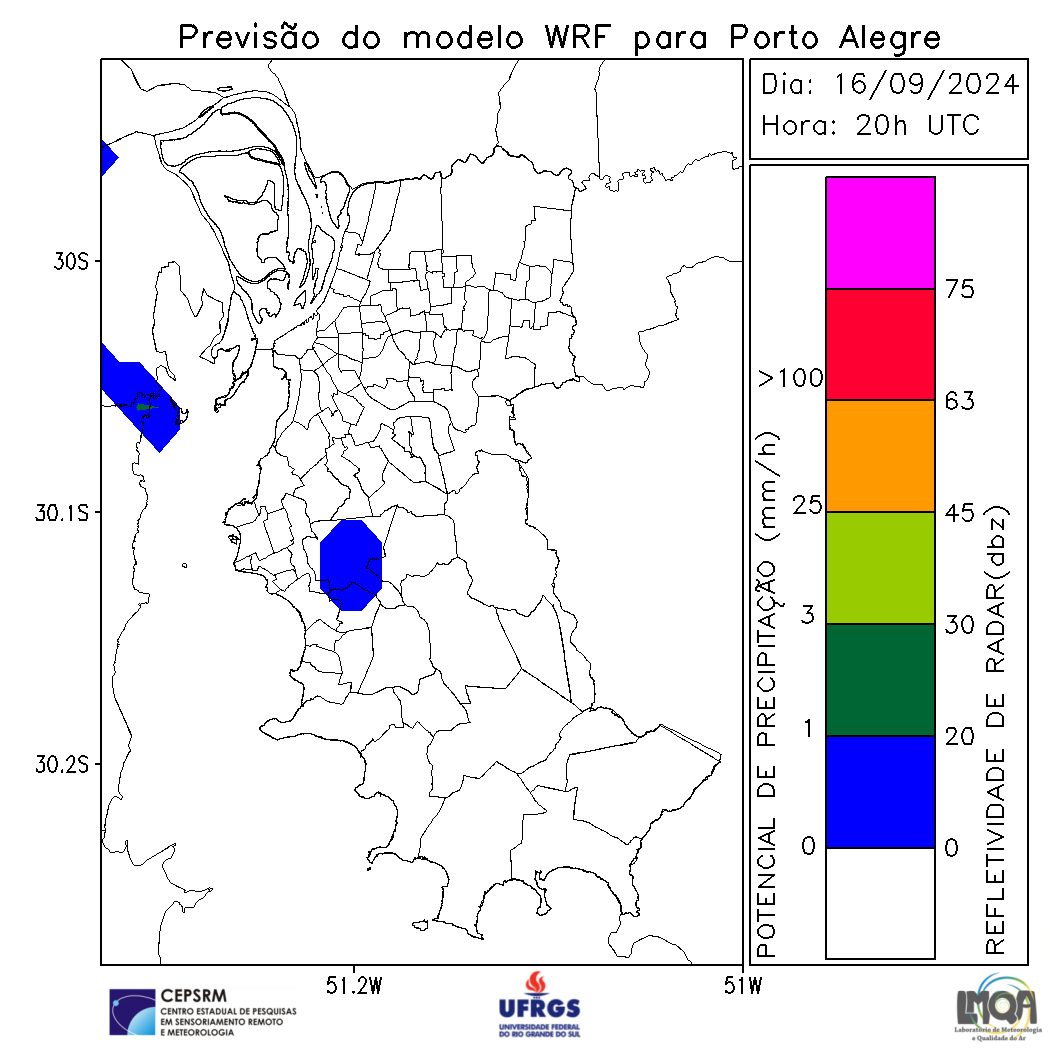 Previsão do modelo WRF para Porto Alegre
Dia: 16/09/2024
Hora: 20h UTC
30S
30.1S
30.2S
51.2W
51W
POTENCIAL DE PRECIPITAÇÃO (mm/h)
>100
25
3
1
0
75
63
45
30
20
0
REFLETIVIDADE DE RADAR(dbz)
CEPSRM
CENTRO ESTADUAL DE PESQUISAS
EM SENSORIAMENTO REMOTO
E METEOROLOGIA
UFRGS
UNIVERSIDADE FEDERAL
DO RIO GRANDE DO SUL
LMQA
Laboratório de Meteorologia
e Qualidade do Ar